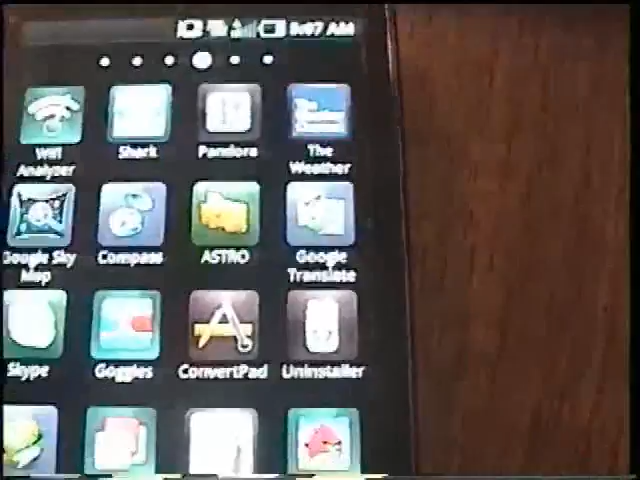 9:07 AM
Wifi
Analyzer
Shark
Pandora
The
Weather
Google Sky
Map
Compass
ASTRO
Google
Translate
Skype
Goggles
ConvertPad
Uninstaller